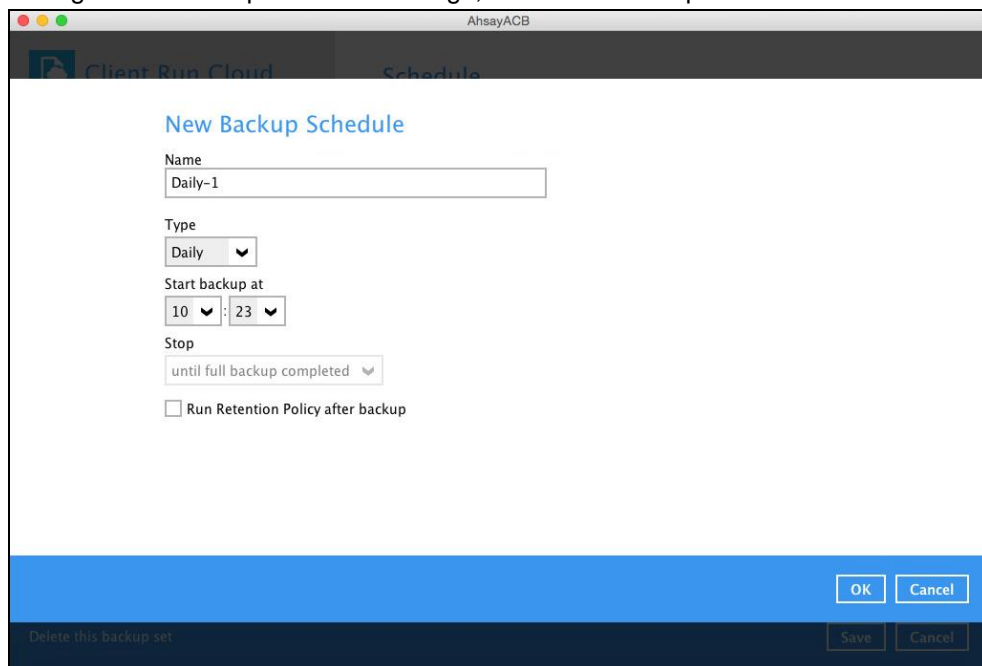 AhsayACB
Client Run Cloud
Schedule
New Backup Schedule
Name
Daily-1
Type
Daily
Start backup at
10 : 23
Stop
until full backup completed
Run Retention Policy after backup
OK Cancel
Delete this backup set
Save Cancel